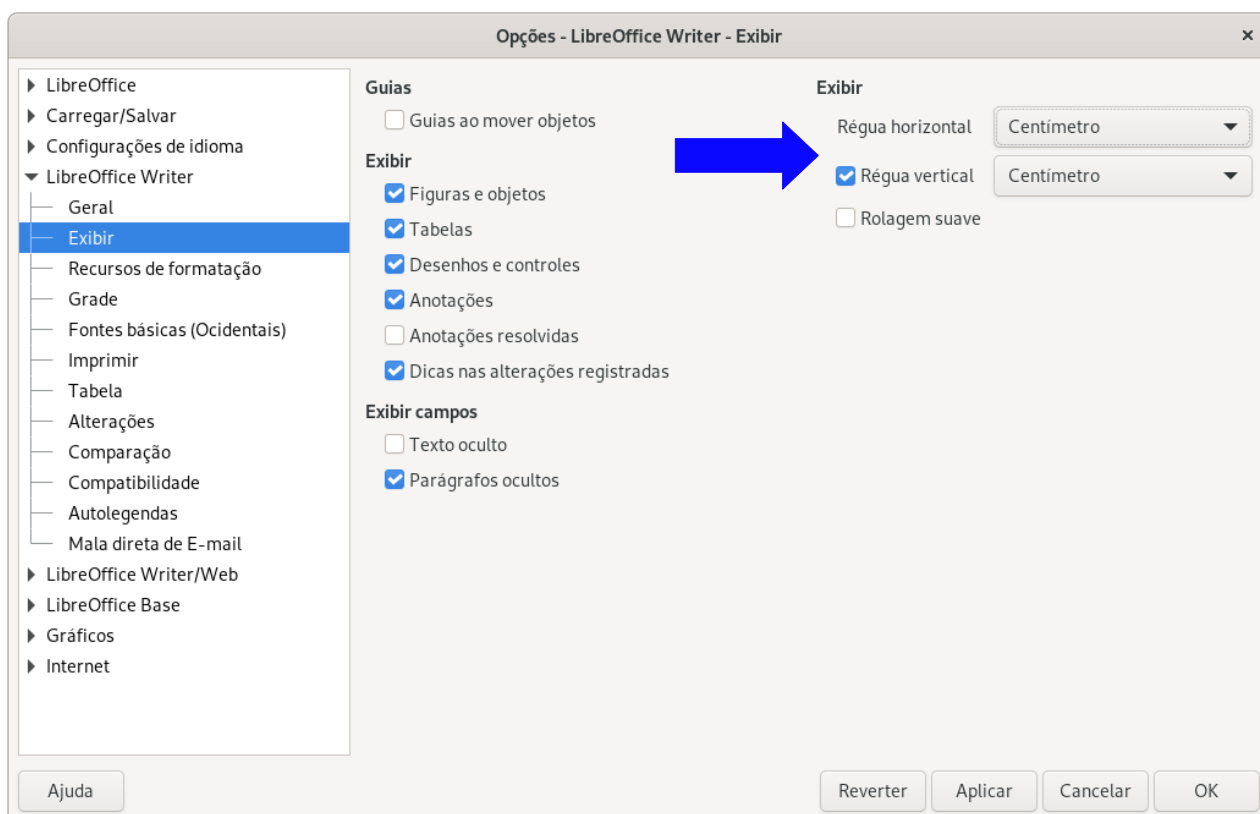 Opções - LibreOffice Writer - Exibir
LibreOffice
Carregar/Salvar
Configurações de idioma
LibreOffice Writer
Geral
Exibir
Recursos de formatação
Grade
Fontes básicas (Ocidentais)
Imprimir
Tabela
Alterações
Comparação
Compatibilidade
Autolegendas
Mala direta de E-mail
LibreOffice Writer/Web
LibreOffice Base
Gráficos
Internet
Guias
Guias ao mover objetos
Exibir
Figuras e objetos
Tabelas
Desenhos e controles
Anotações
Anotações resolvidas
Dicas nas alterações registradas
Exibir campos
Texto oculto
Parágrafos ocultos
Exibir
Régua horizontal Centímetro
Régua vertical Centímetro
Rolagem suave
Ajuda Reverter Aplicar Cancelar OK